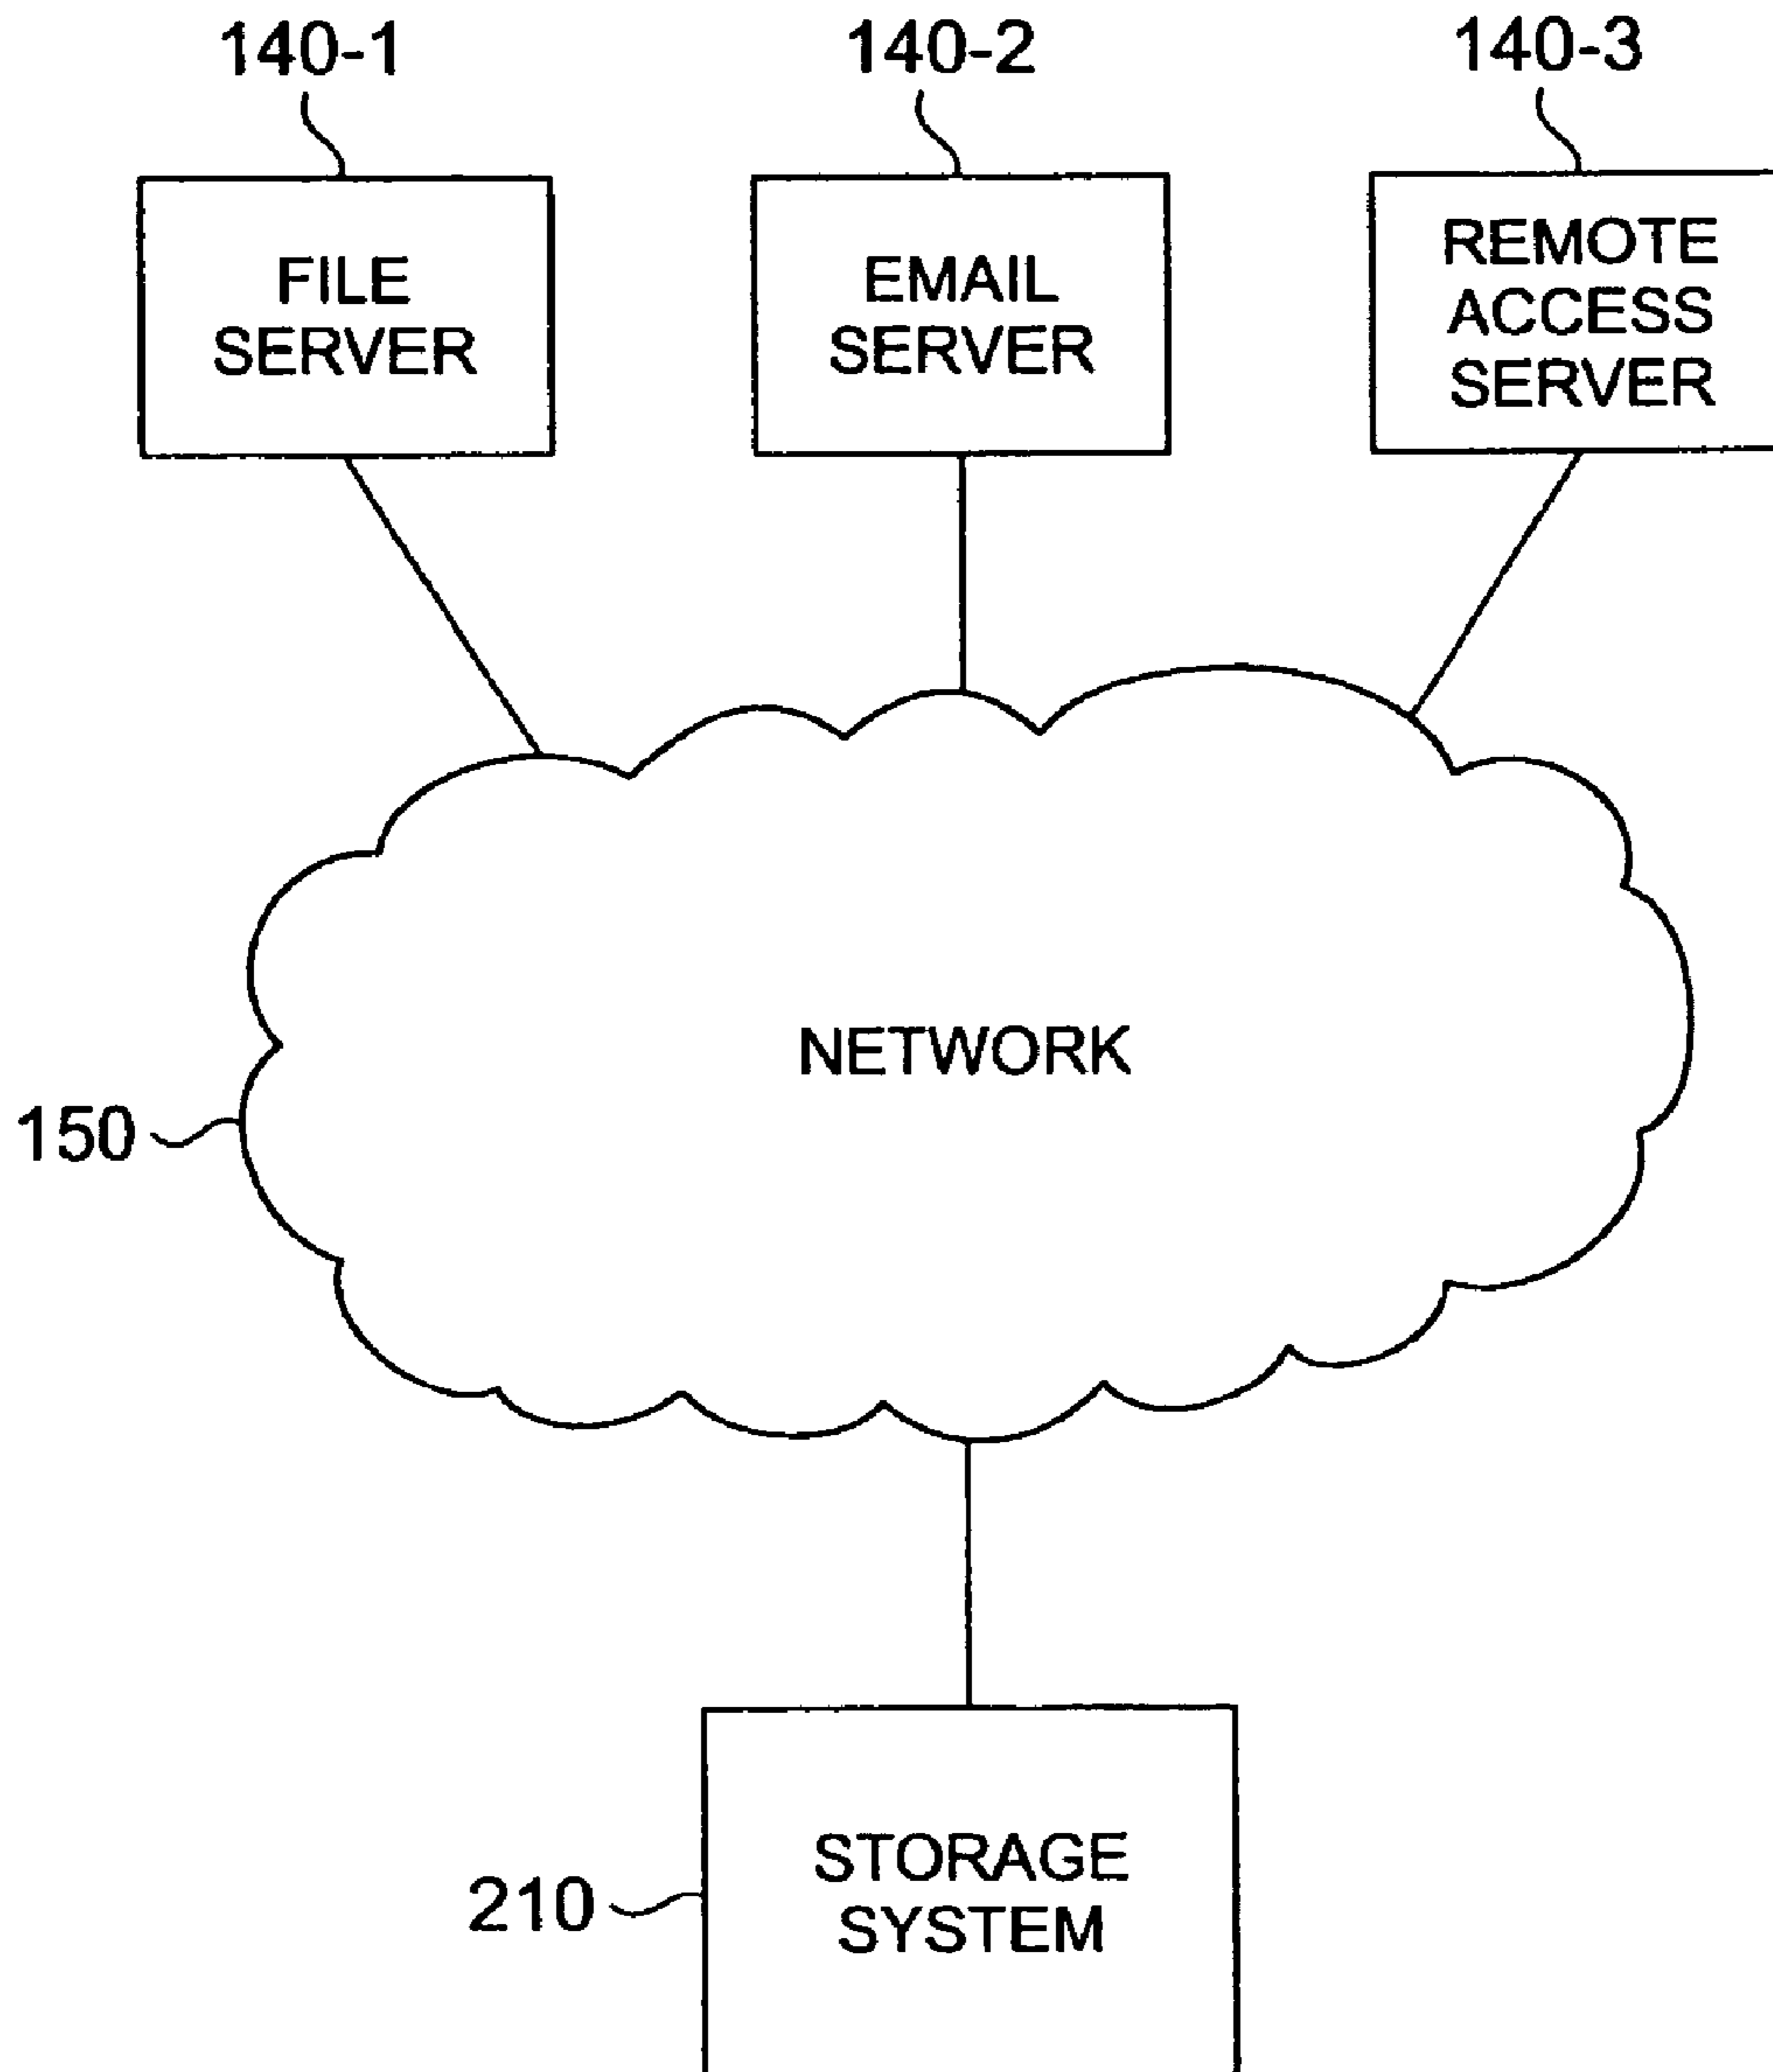 140-1
140-2
140-3
FILE
SERVER
EMAIL
SERVER
REMOTE
ACCESS
SERVER
NETWORK
150
STORAGE
SYSTEM
210